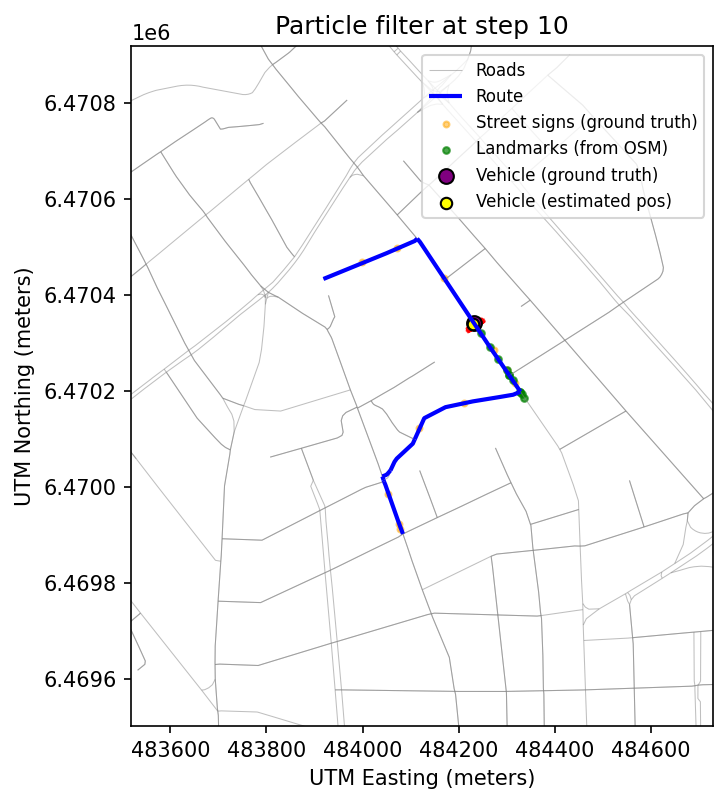 Particle filter at step 10
1e6
Roads
Route
Street signs (ground truth)
Landmarks (from OSM)
Vehicle (ground truth)
Vehicle (estimated pos)
6.4708
6.4706
6.4704
6.4702
6.4700
6.4698
6.4696
UTM Northing (meters)
483600 483800 484000 484200 484400 484600
UTM Easting (meters)